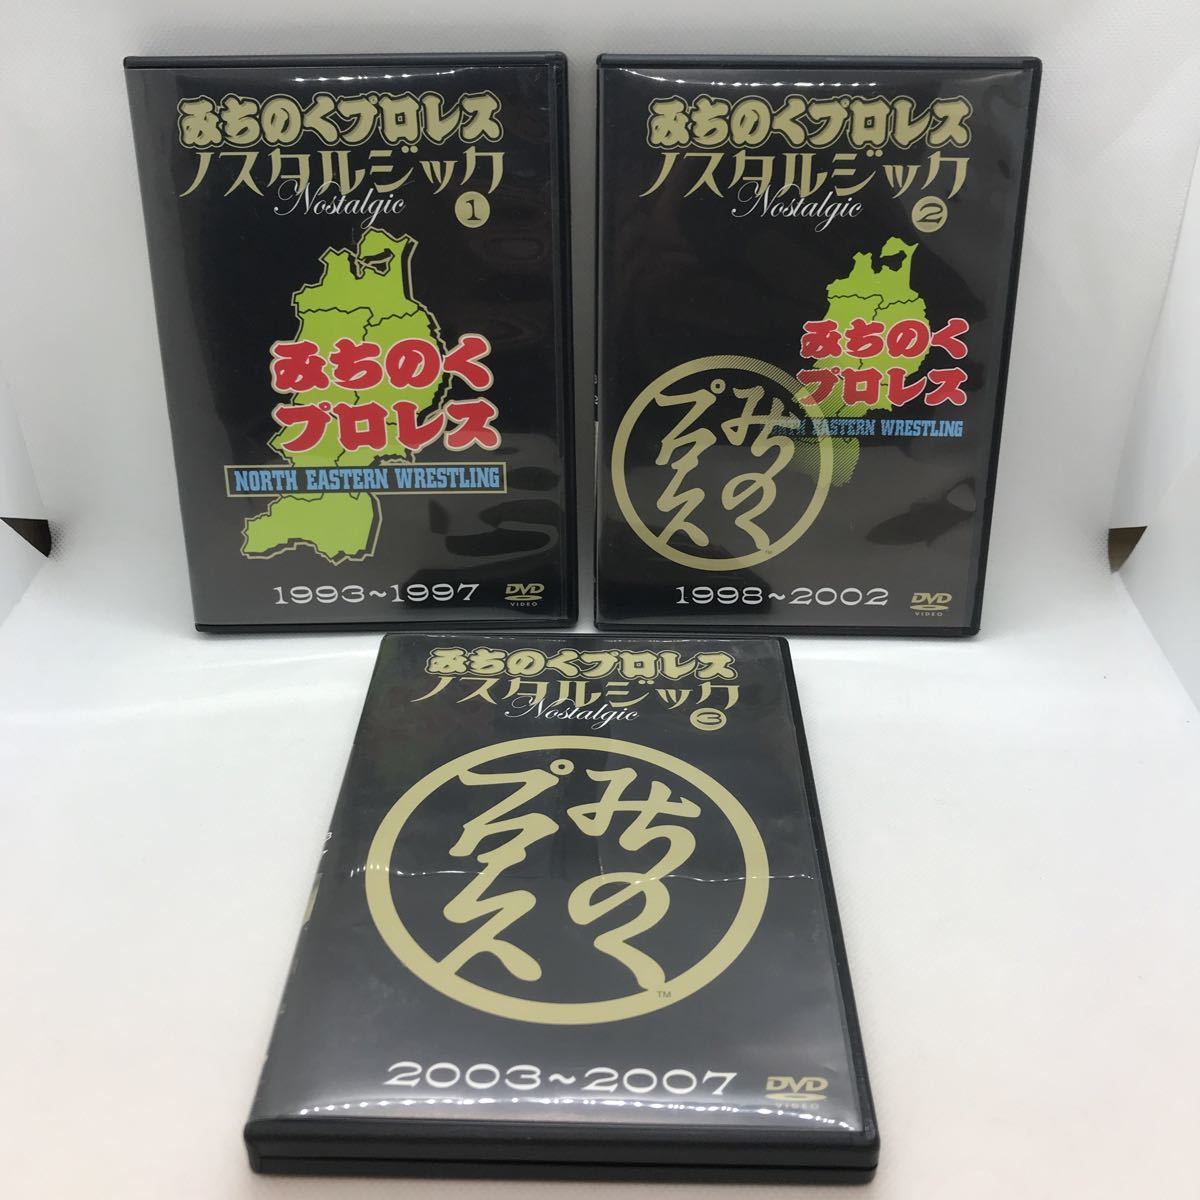 みちのくプロレス
ノスタルジック
Nostalgic
1
みちのく
プロレス
NORTH EASTERN WRESTLING
1993~1997
DVD
VIDEO
みちのくプロレス
ノスタルジック
Nostalgic
2
みちのく
プロレス
NORTH EASTERN WRESTLING
みちのく
プロレス
TM
1998~2002
DVD
VIDEO
みちのくプロレス
ノスタルジック
Nostalgic
3
みちのく
プロレス
TM
2003~2007
DVD
VIDEO